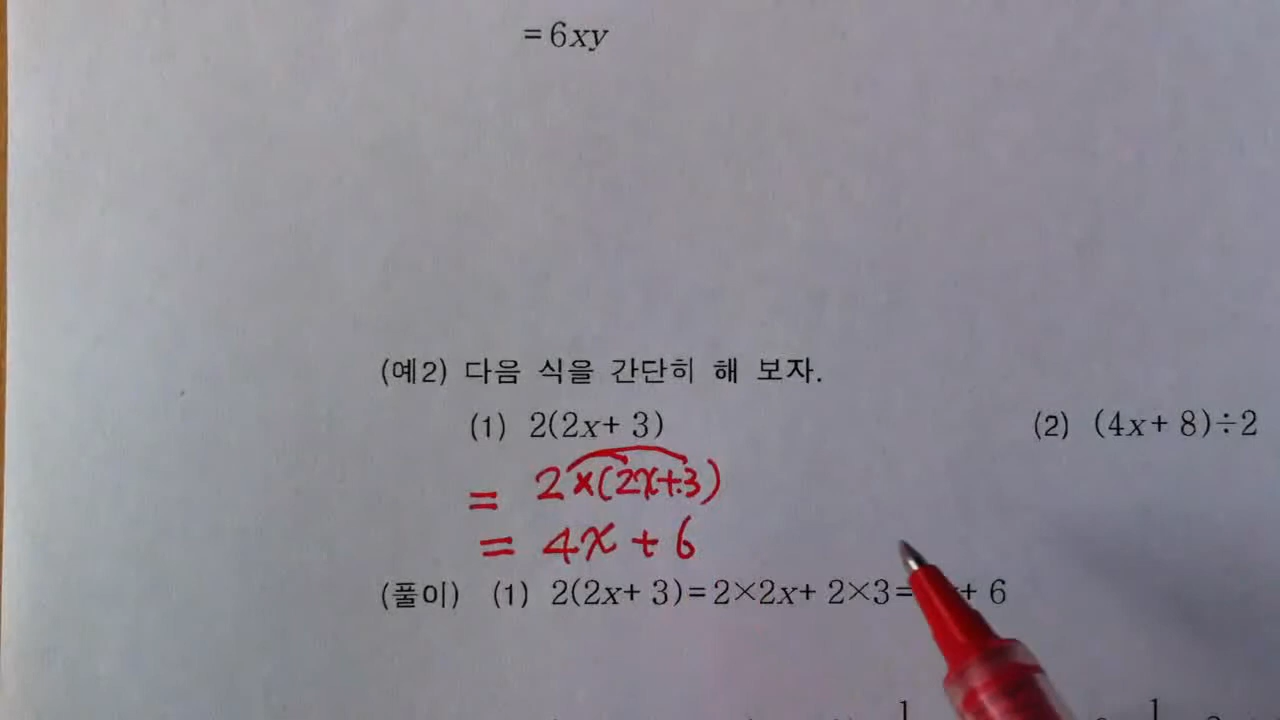 =6xy
(예2) 다음 식을 간단히 해 보자.
(1) 2(2x+3)
(2) (4x+8)÷2
= 2×(2x+3)
= 4x+6
(풀이) (1) 2(2x+3)=2×2x+2×3= + 6